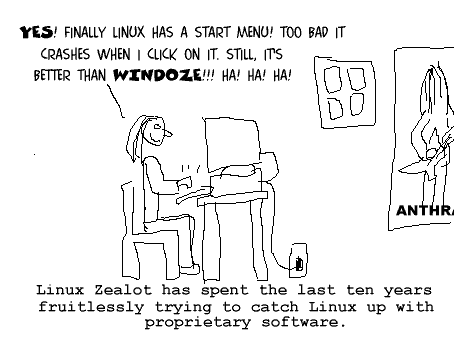 YES! FINALLY LINUX HAS A START MENU! TOO BAD IT
CRASHES WHEN I CLICK ON IT. STILL, IT'S
BETTER THAN WINDOZE!!! HA! HA! HA!
ANTHRA
Linux Zealot has spent the last ten years
fruitlessly trying to catch Linux up with
proprietary software.